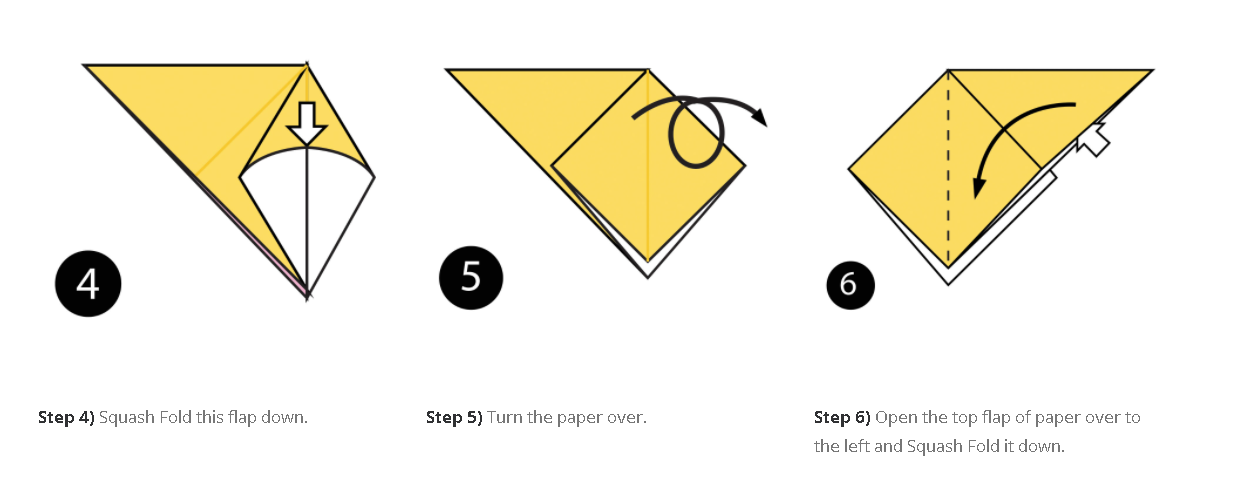 4
5
6
Step 4) Squash Fold this flap down.
Step 5) Turn the paper over.
Step 6) Open the top flap of paper over to
the left and Squash Fold it down.